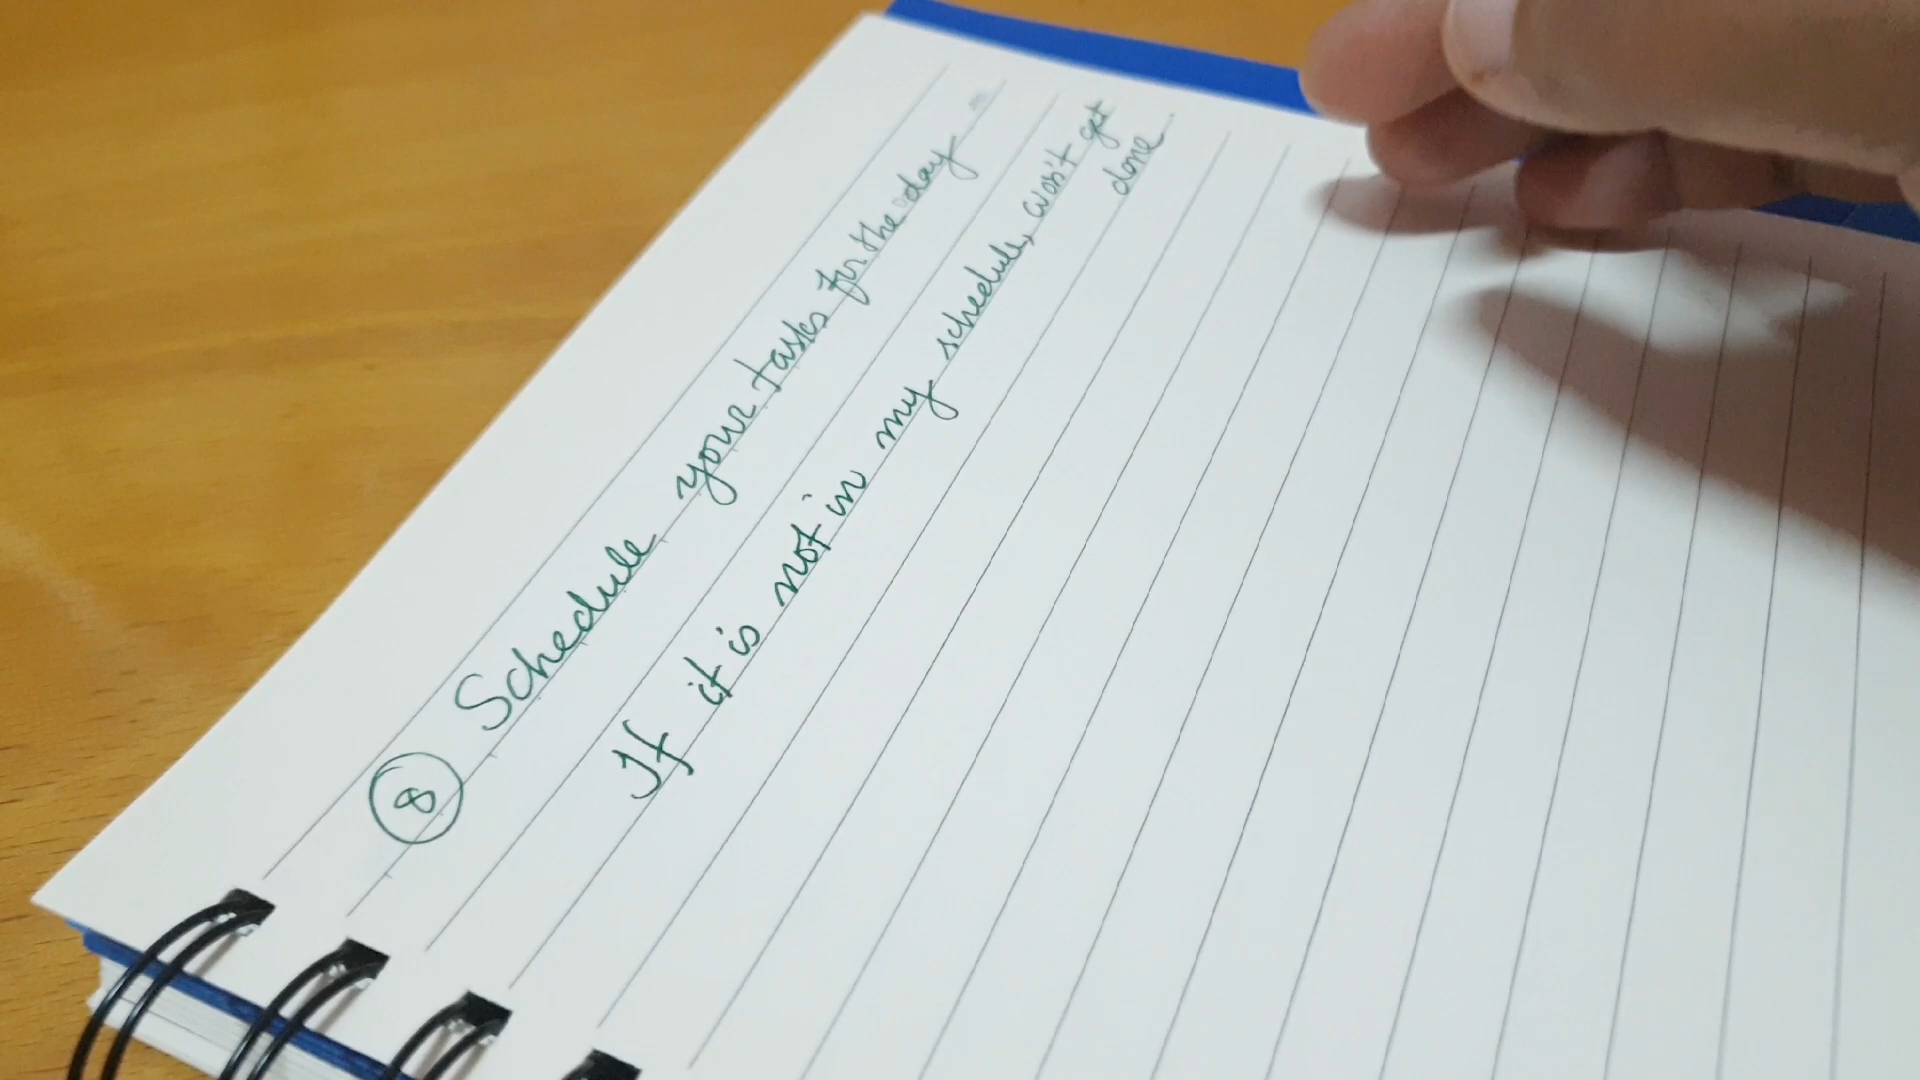 8 Schedule your tasks for the day
If it is not in my schedule, won't get
done.